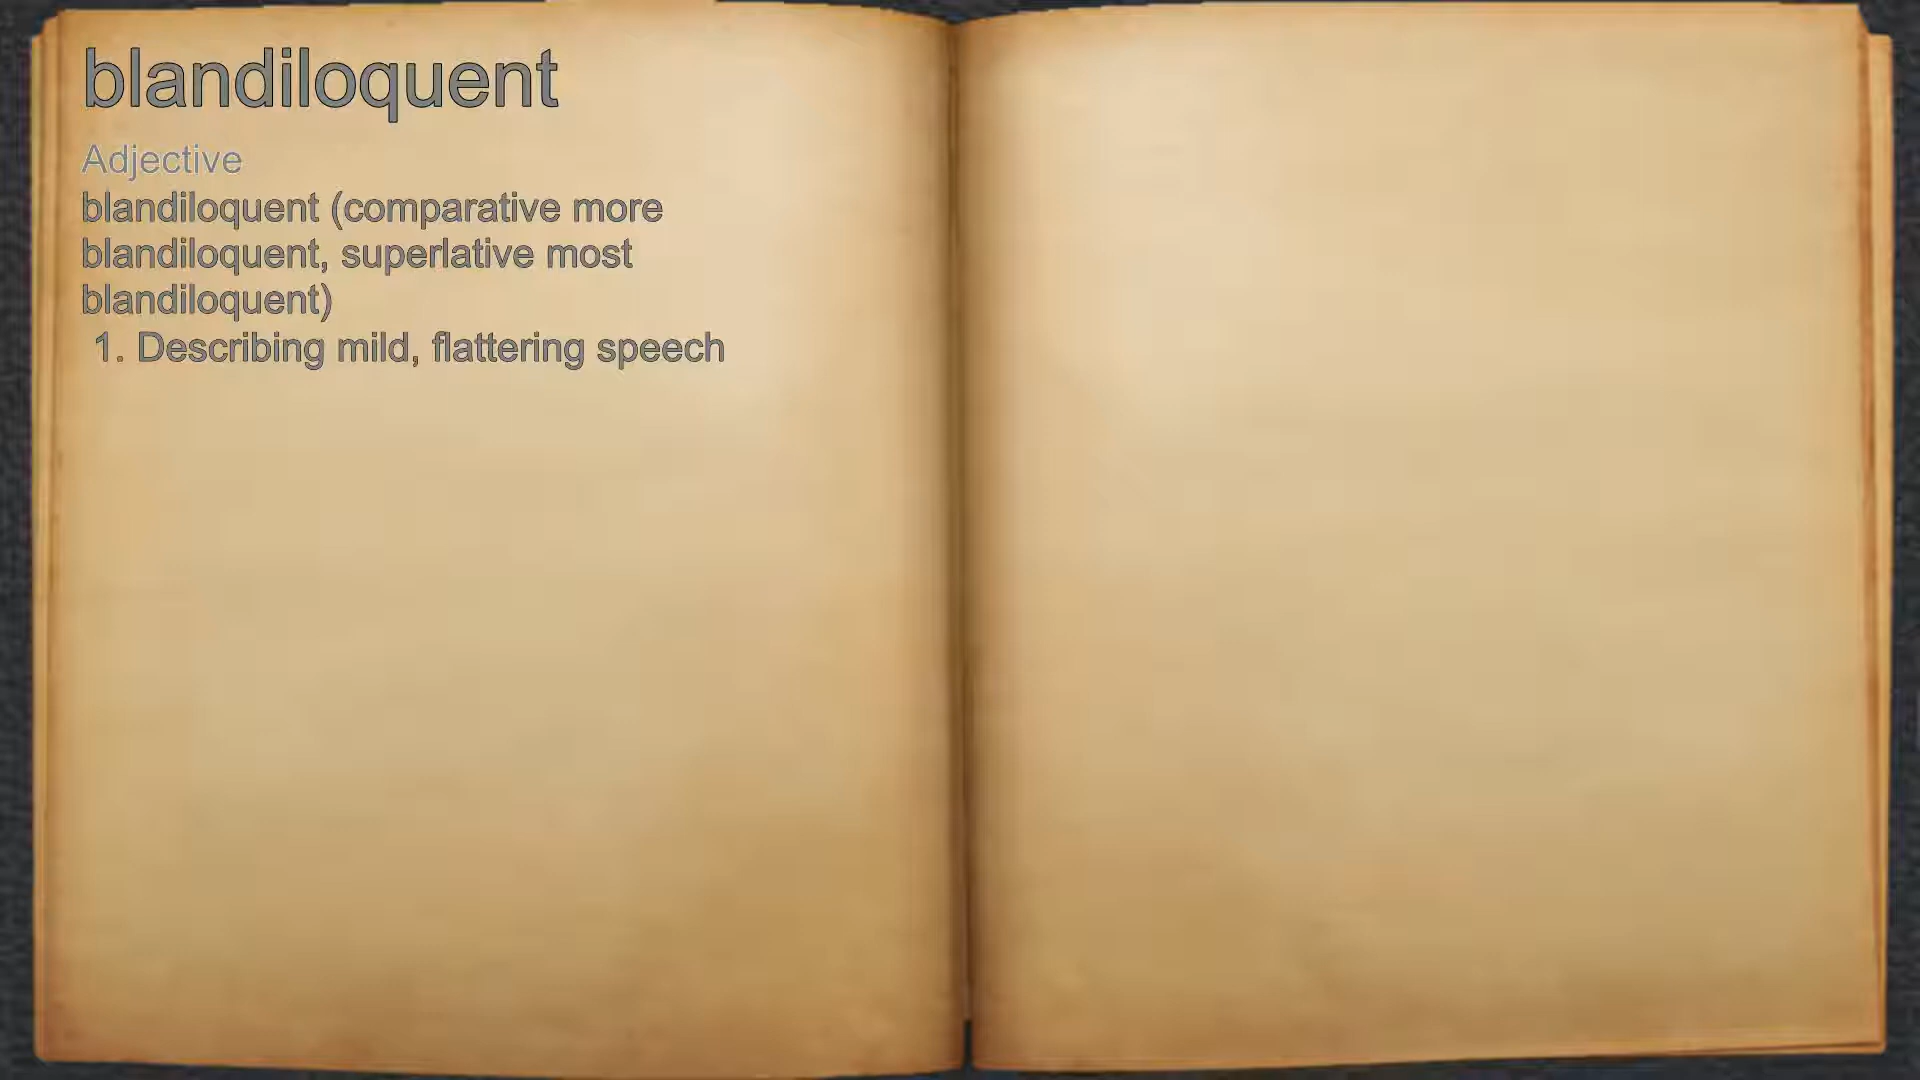 blandiloquent
Adjective
blandiloquent (comparative more
blandiloquent, superlative most
blandiloquent)
1. Describing mild, flattering speech